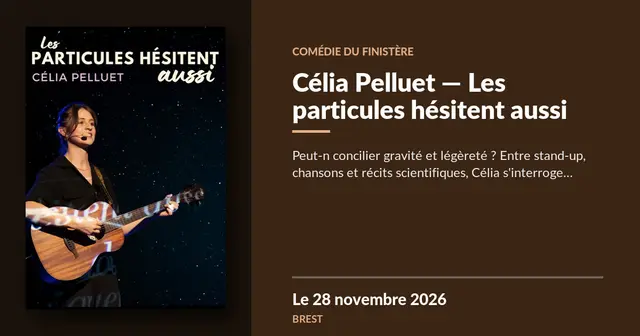 Les
PARTICULES HÉSITENT
CÉLIA PELLUET aussi
COMÉDIE DU FINISTÈRE
Célia Pelluet — Les
particules hésitent aussi
Peut-n concilier gravité et légèreté ? Entre stand-up,
chansons et récits scientifiques, Célia s'interroge...
Le 28 novembre 2026
BREST